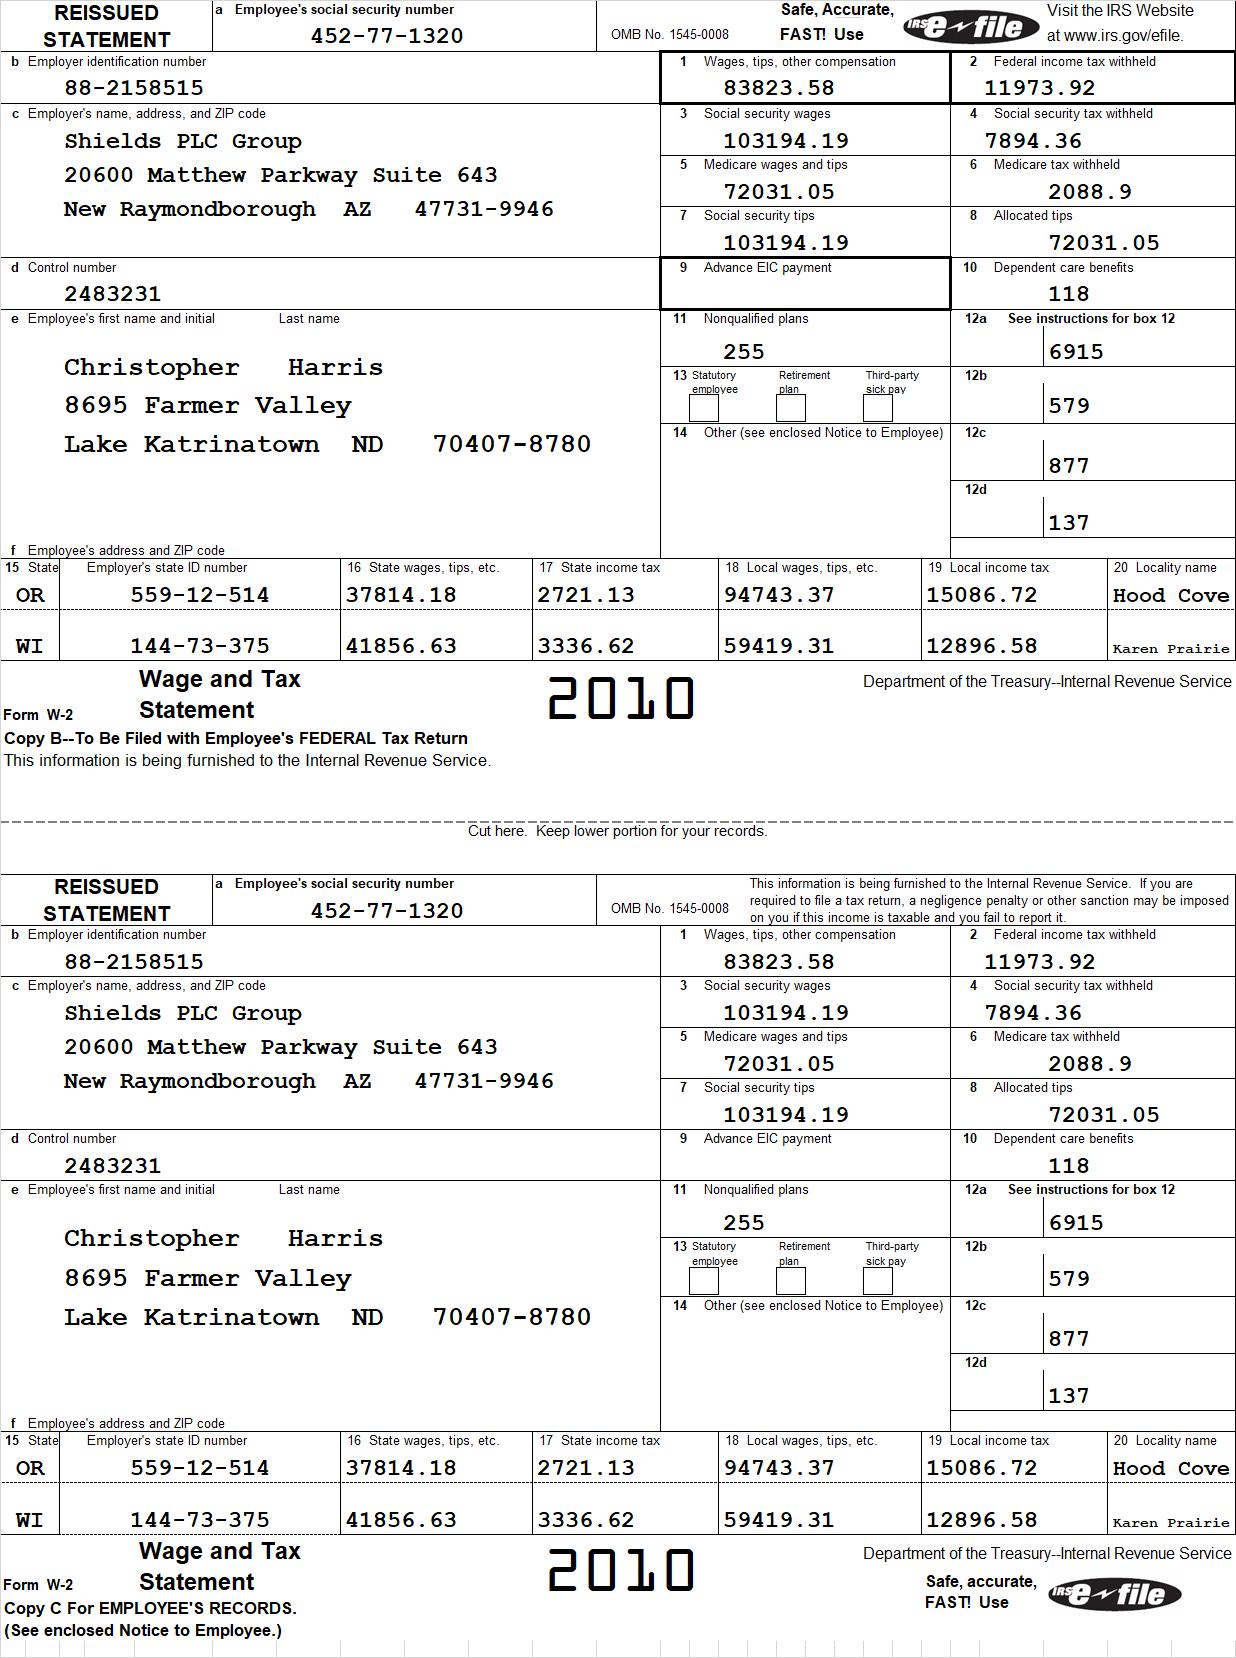 REISSUED STATEMENT
a Employee's social security number
452-77-1320
OMB No. 1545-0008
Safe, Accurate,
FAST! Use
IRS e-file
Visit the IRS Website
at www.irs.gov/efile.
b Employer identification number
88-2158515
1 Wages, tips, other compensation
83823.58
2 Federal income tax withheld
11973.92
c Employer's name, address, and ZIP code
Shields PLC Group
20600 Matthew Parkway Suite 643
New Raymondborough AZ 47731-9946
3 Social security wages
103194.19
4 Social security tax withheld
7894.36
5 Medicare wages and tips
72031.05
6 Medicare tax withheld
2088.9
7 Social security tips
103194.19
8 Allocated tips
72031.05
d Control number
2483231
9 Advance EIC payment
10 Dependent care benefits
118
e Employee's first name and initial Last name
Christopher Harris
8695 Farmer Valley
Lake Katrinatown ND 70407-8780
f Employee's address and ZIP code
11 Nonqualified plans
255
12a See instructions for box 12
6915
13 Statutory employee Retirement plan Third-party sick pay
12b
579
14 Other (see enclosed Notice to Employee)
12c
877
12d
137
15 State Employer's state ID number 16 State wages, tips, etc. 17 State income tax 18 Local wages, tips, etc. 19 Local income tax 20 Locality name
OR 559-12-514 37814.18 2721.13 94743.37 15086.72 Hood Cove
WI 144-73-375 41856.63 3336.62 59419.31 12896.58 Karen Prairie
Form W-2
Wage and Tax
Statement
2010
Department of the Treasury--Internal Revenue Service
Copy B--To Be Filed with Employee's FEDERAL Tax Return
This information is being furnished to the Internal Revenue Service.
Cut here. Keep lower portion for your records.
REISSUED STATEMENT
a Employee's social security number
452-77-1320
OMB No. 1545-0008
This information is being furnished to the Internal Revenue Service. If you are
required to file a tax return, a negligence penalty or other sanction may be imposed
on you if this income is taxable and you fail to report it.
b Employer identification number
88-2158515
1 Wages, tips, other compensation
83823.58
2 Federal income tax withheld
11973.92
c Employer's name, address, and ZIP code
Shields PLC Group
20600 Matthew Parkway Suite 643
New Raymondborough AZ 47731-9946
3 Social security wages
103194.19
4 Social security tax withheld
7894.36
5 Medicare wages and tips
72031.05
6 Medicare tax withheld
2088.9
7 Social security tips
103194.19
8 Allocated tips
72031.05
d Control number
2483231
9 Advance EIC payment
10 Dependent care benefits
118
e Employee's first name and initial Last name
Christopher Harris
8695 Farmer Valley
Lake Katrinatown ND 70407-8780
f Employee's address and ZIP code
11 Nonqualified plans
255
12a See instructions for box 12
6915
13 Statutory employee Retirement plan Third-party sick pay
12b
579
14 Other (see enclosed Notice to Employee)
12c
877
12d
137
15 State Employer's state ID number 16 State wages, tips, etc. 17 State income tax 18 Local wages, tips, etc. 19 Local income tax 20 Locality name
OR 559-12-514 37814.18 2721.13 94743.37 15086.72 Hood Cove
WI 144-73-375 41856.63 3336.62 59419.31 12896.58 Karen Prairie
Form W-2
Wage and Tax
Statement
2010
Department of the Treasury--Internal Revenue Service
Safe, accurate,
FAST! Use
IRS e-file
Copy C For EMPLOYEE'S RECORDS.
(See enclosed Notice to Employee.)